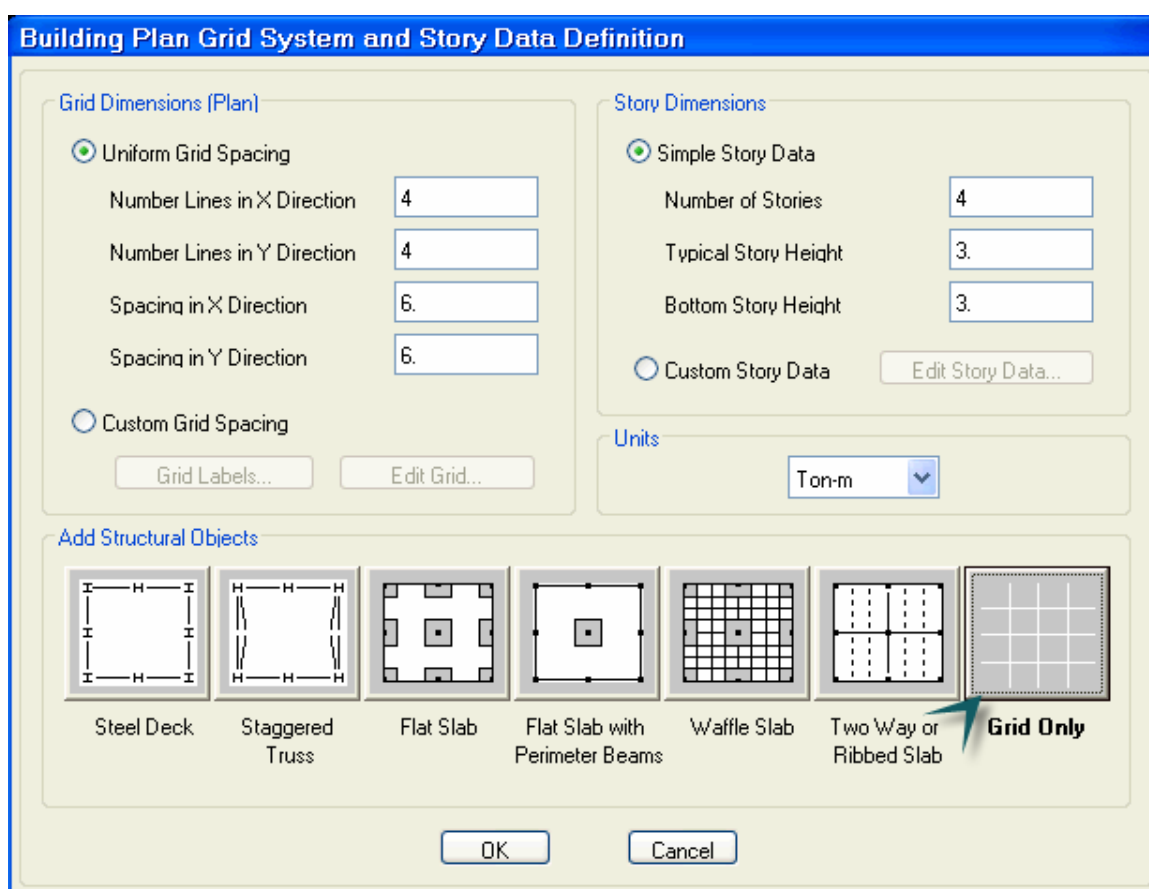 Building Plan Grid System and Story Data Definition
Grid Dimensions (Plan)
Uniform Grid Spacing
Number Lines in X Direction 4
Number Lines in Y Direction 4
Spacing in X Direction 6.
Spacing in Y Direction 6.
Custom Grid Spacing
Grid Labels... Edit Grid...
Story Dimensions
Simple Story Data
Number of Stories 4
Typical Story Height 3.
Bottom Story Height 3.
Custom Story Data Edit Story Data...
Units
Ton-m
Add Structural Objects
Steel Deck
Staggered
Truss
Flat Slab
Flat Slab with
Perimeter Beams
Waffle Slab
Two Way or
Ribbed Slab
Grid Only
OK Cancel